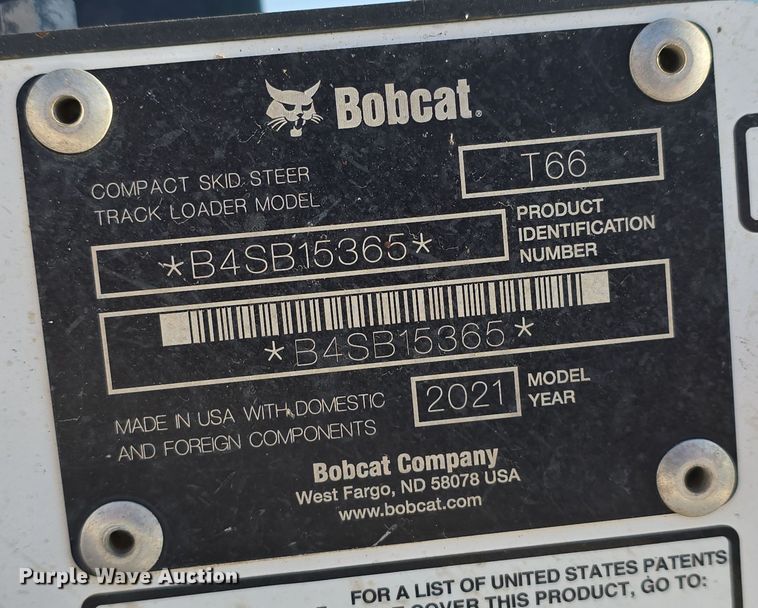 Bobcat®
COMPACT SKID STEER
TRACK LOADER MODEL
T66
*B4SB15365*
PRODUCT
IDENTIFICATION
NUMBER
*B4SB15365*
MADE IN USA WITH DOMESTIC
AND FOREIGN COMPONENTS
2021
MODEL
YEAR
Bobcat Company
West Fargo, ND 58078 USA
www.bobcat.com
FOR A LIST OF UNITED STATES PATENTS
COVER THIS PRODUCT, GO TO:
Purple Wave Auction